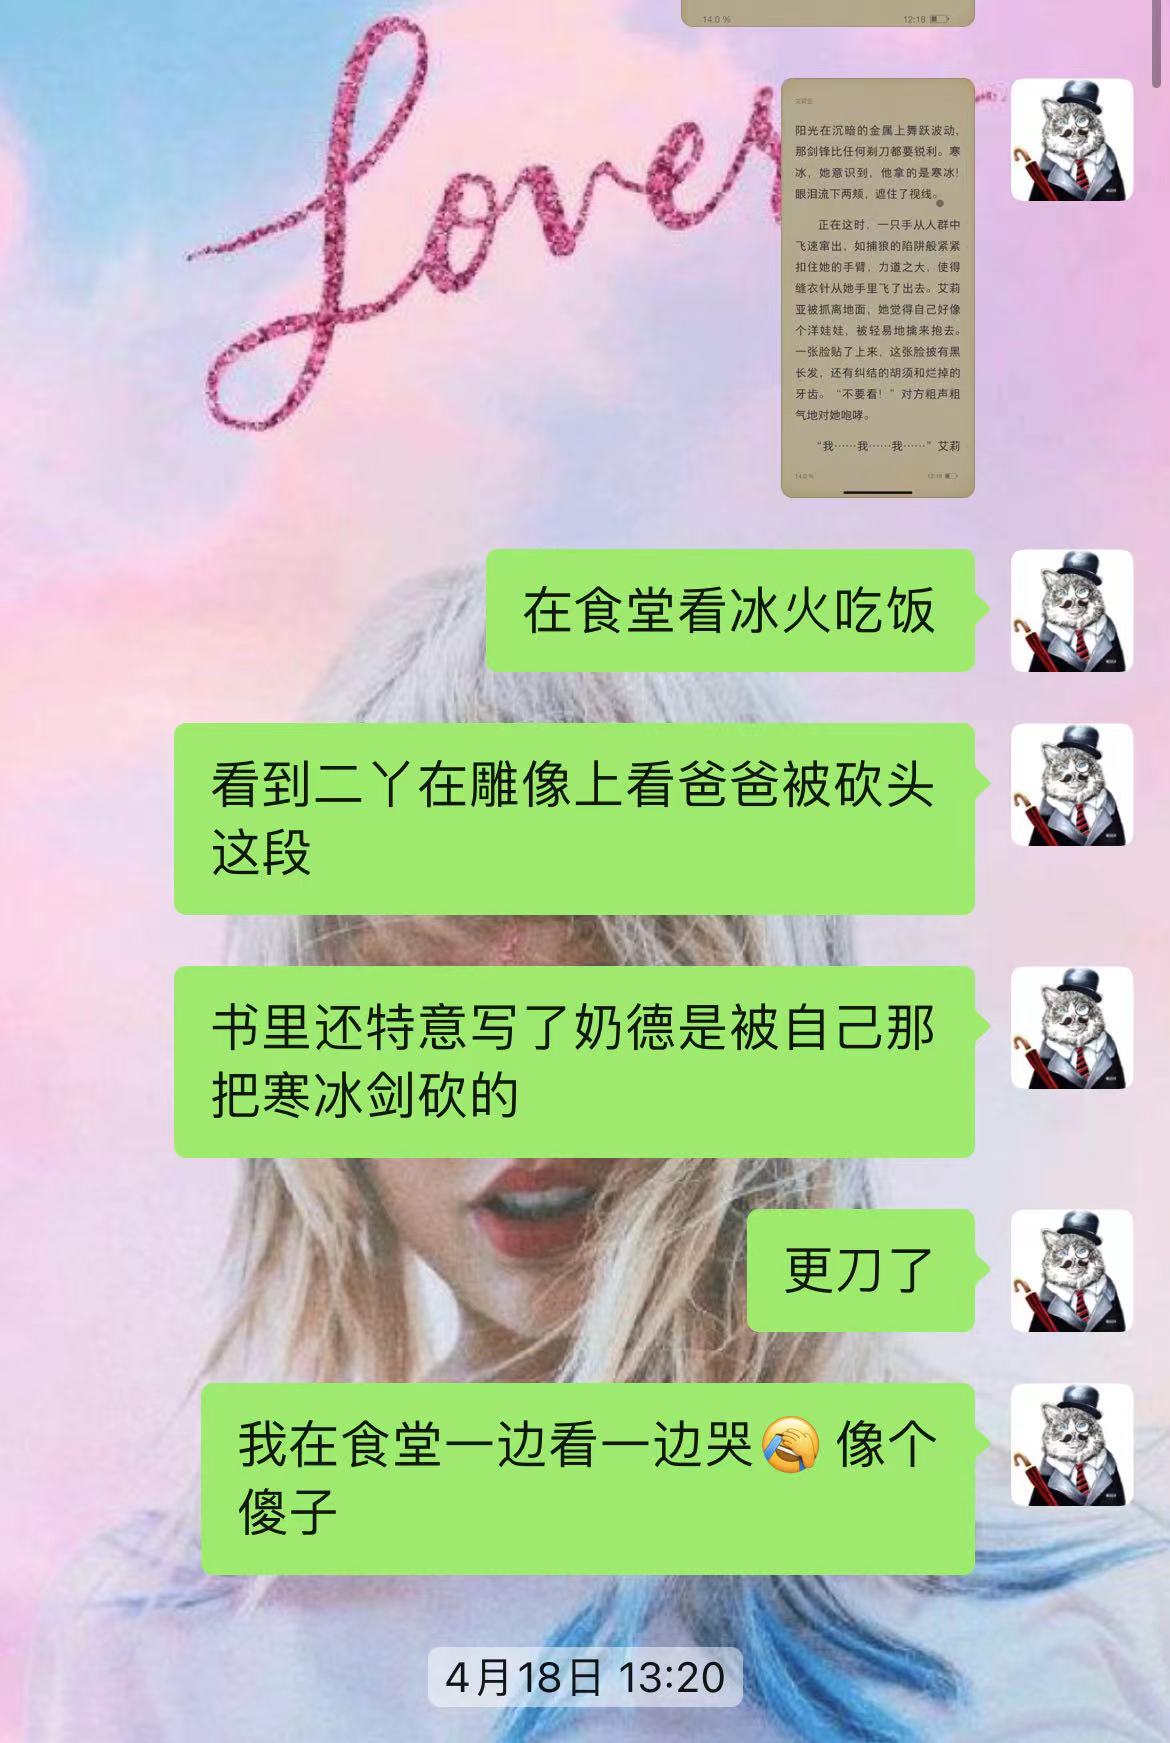 14.0 %
12:18
Lover
艾莉亚
阳光在沉暗的金属上舞跃波动，
那剑锋比任何剃刀都要锐利。寒
冰，她意识到，他拿的是寒冰！
眼泪流下两颊，遮住了视线。
正在这时，一只手从人群中
飞速窜出，如捕狼的陷阱般紧紧
扣住她的手臂，力道之大，使得
缝衣针从她手里飞了出去。艾莉
亚被抓离地面，她觉得自己好像
个洋娃娃，被轻易地擒来抱去。
一张脸贴了上来，这张脸披有黑
长发，还有纠结的胡须和烂掉的
牙齿。“不要看！”对方粗声粗
气地对她咆哮。
“我……我……我……”艾莉
14.0 %
12:18
在食堂看冰火吃饭
看到二丫在雕像上看爸爸被砍头
这段
书里还特意写了奶德是被自己那
把寒冰剑砍的
更刀了
我在食堂一边看一边哭🤣 像个
傻子
4月18日 13:20